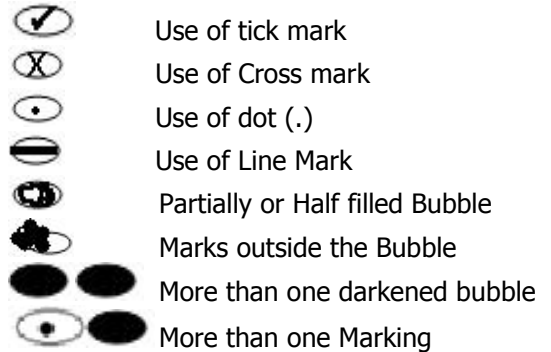 Use of tick mark
Use of Cross mark
Use of dot (.)
Use of Line Mark
Partially or Half filled Bubble
Marks outside the Bubble
More than one darkened bubble
More than one Marking